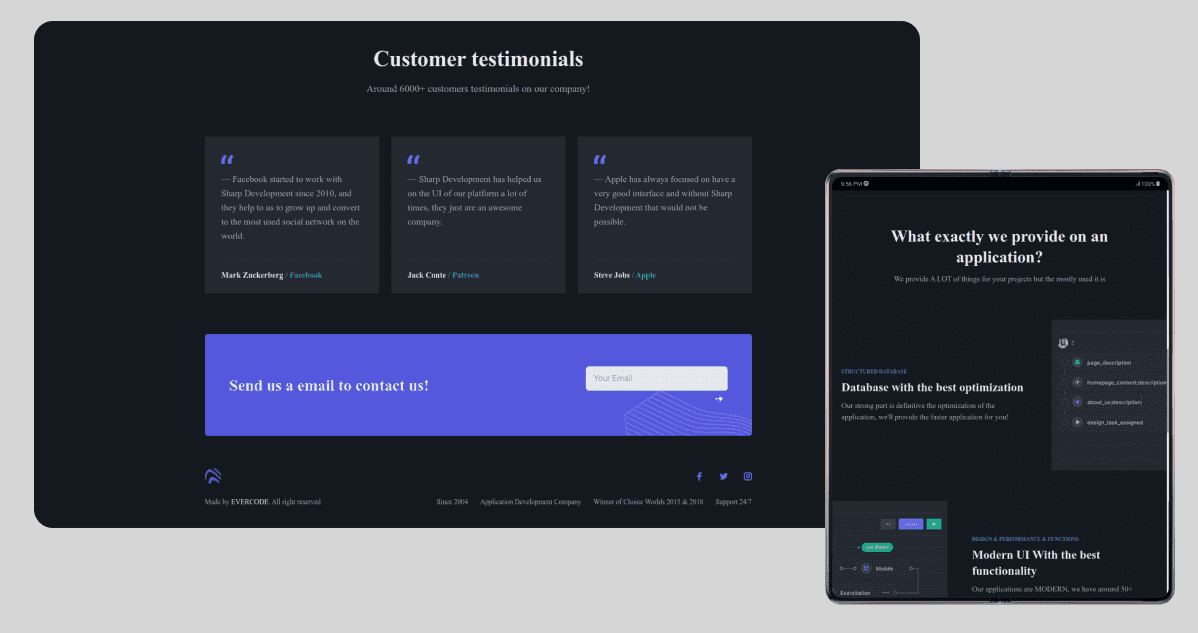 Customer testimonials
Around 6000+ customers testimonials on our company!
“
— Facebook started to work with
Sharp Development since 2010, and
they help to us to grow up and convert
to the most used social network on the
world.
Mark Zuckerberg / Facebook
“
— Sharp Development has helped us
on the UI of our platform a lot of
times, they just are an awesome
company.
Jack Conte / Patreon
“
— Apple has always focused on have a
very good interface and without Sharp
Development that would not be
possible.
Steve Jobs / Apple
Send us a email to contact us!
Your Email
Made by EVERCODE. All right reserved
Since 2004
Application Development Company
Winner of Choice Worlds 2015 & 2018
Support 24/7
9:56 PM
100%
What exactly we provide on an
application?
We provide A LOT of things for your projects but the mostly used it is
STRUCTURED DATABASE
Database with the best optimization
Our strong part is definitive the optimization of the
application, we'll provide the faster application for you!
page_description
homepage_content;description
about_us;description;
design_task_assigned
Mobile
Exarcitation
DESIGN & PERFORMANCE & FUNCTIONS
Modern UI With the best
functionality
Our applications are MODERN, we have around 50+